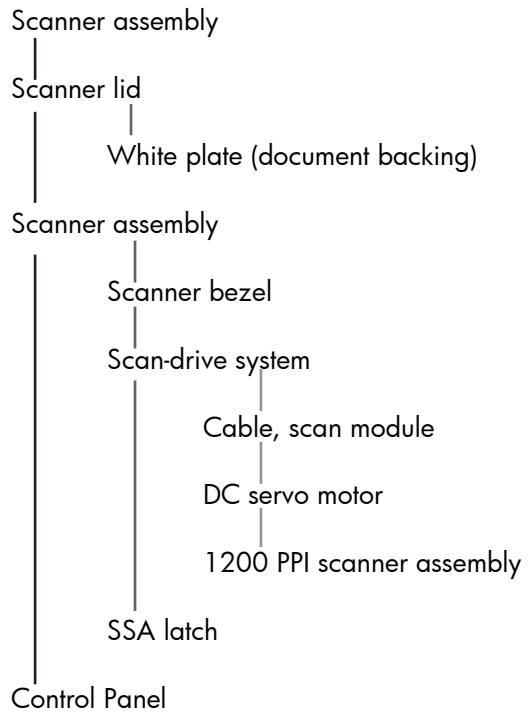 Scanner assembly
Scanner lid
White plate (document backing)
Scanner assembly
Scanner bezel
Scan-drive system
Cable, scan module
DC servo motor
1200 PPI scanner assembly
SSA latch
Control Panel